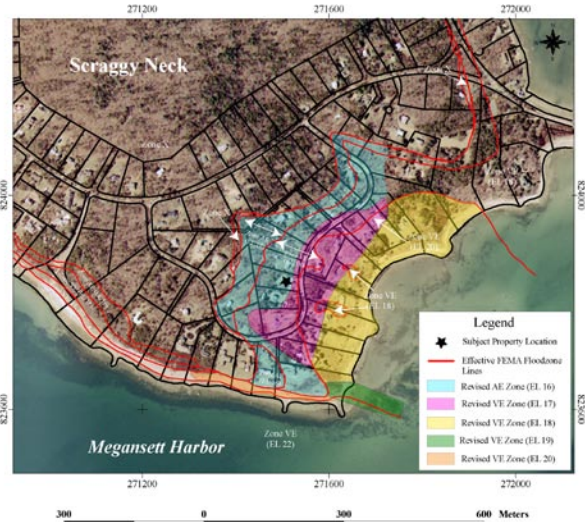 271200
271600
272000
Scraggy Neck
Zone X
824000
824000
Zone VE
(EL 18)
823600
823600
Zone VE
(EL 22)
Megansett Harbor
Legend
Subject Property Location
Effective FEMA Floodzone Lines
Revised AE Zone (EL 16)
Revised VE Zone (EL 17)
Revised VE Zone (EL 18)
Revised VE Zone (EL 19)
Revised VE Zone (EL 20)
271200
271600
272000
300
0
300
600 Meters